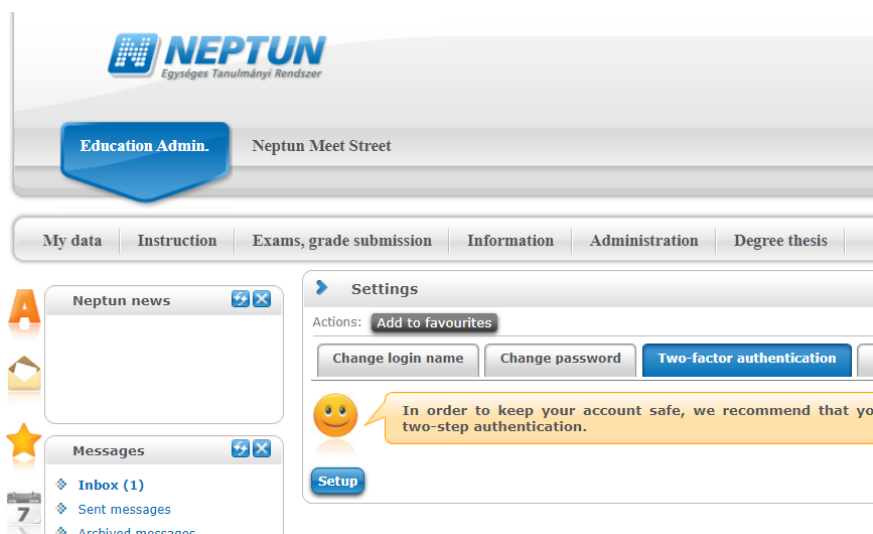 NEPTUN
Egységes Tanulmányi Rendszer
Education Admin.
Neptun Meet Street
My data
Instruction
Exams, grade submission
Information
Administration
Degree thesis
Neptun news
Settings
Actions: Add to favourites
Change login name
Change password
Two-factor authentication
In order to keep your account safe, we recommend that yo
two-step authentication.
Setup
Messages
Inbox (1)
Sent messages
Archived messages
7